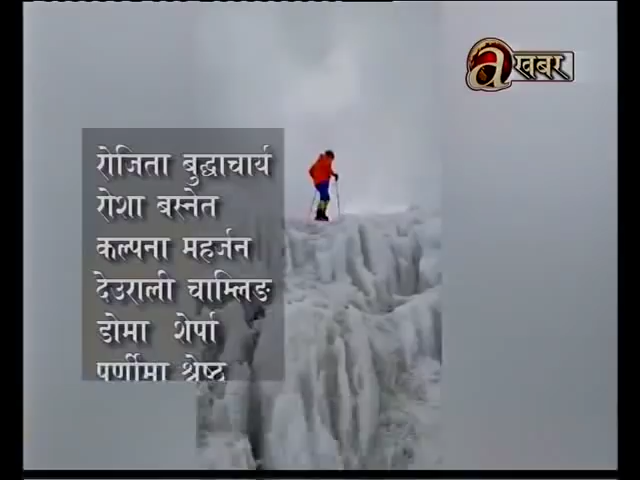 a खबर
रोजिता बुद्धाचार्य
रोशा बस्नेत
कल्पना महर्जन
देउराली चाम्लिङ
डोमा शेर्पा
पूर्णीमा श्रेष्ठ